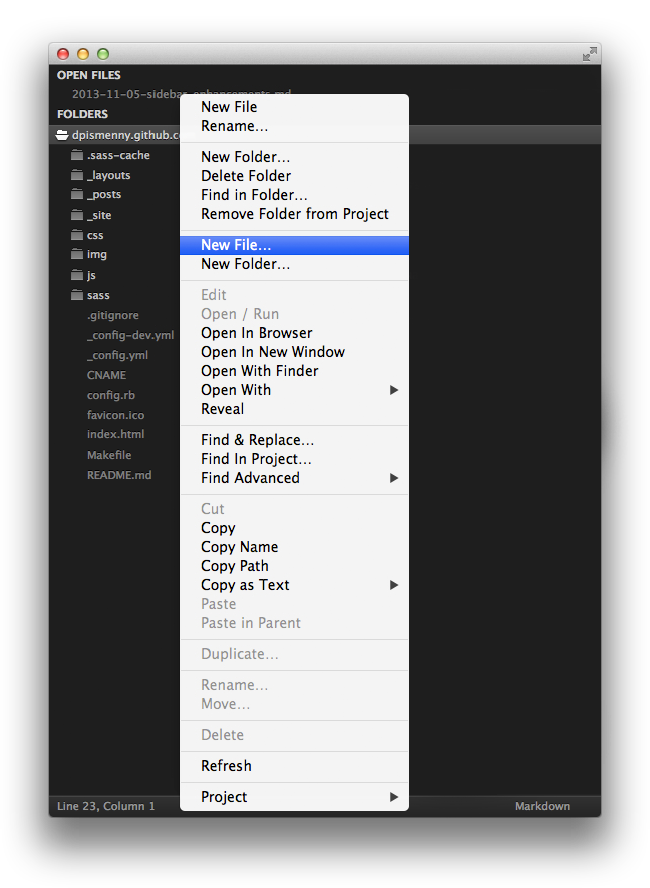 OPEN FILES
2013-11-05-sidebar-enhancements.md
FOLDERS
dpismenny.github.c
.sass-cache
_layouts
_posts
_site
css
img
js
sass
.gitignore
_config-dev.yml
_config.yml
CNAME
config.rb
favicon.ico
index.html
Makefile
README.md
New File
Rename...
New Folder...
Delete Folder
Find in Folder...
Remove Folder from Project
New File...
New Folder...
Edit
Open / Run
Open In Browser
Open In New Window
Open With Finder
Open With
Reveal
Find & Replace...
Find In Project...
Find Advanced
Cut
Copy
Copy Name
Copy Path
Copy as Text
Paste
Paste in Parent
Duplicate...
Rename...
Move...
Delete
Refresh
Project
Line 23, Column 1
Markdown